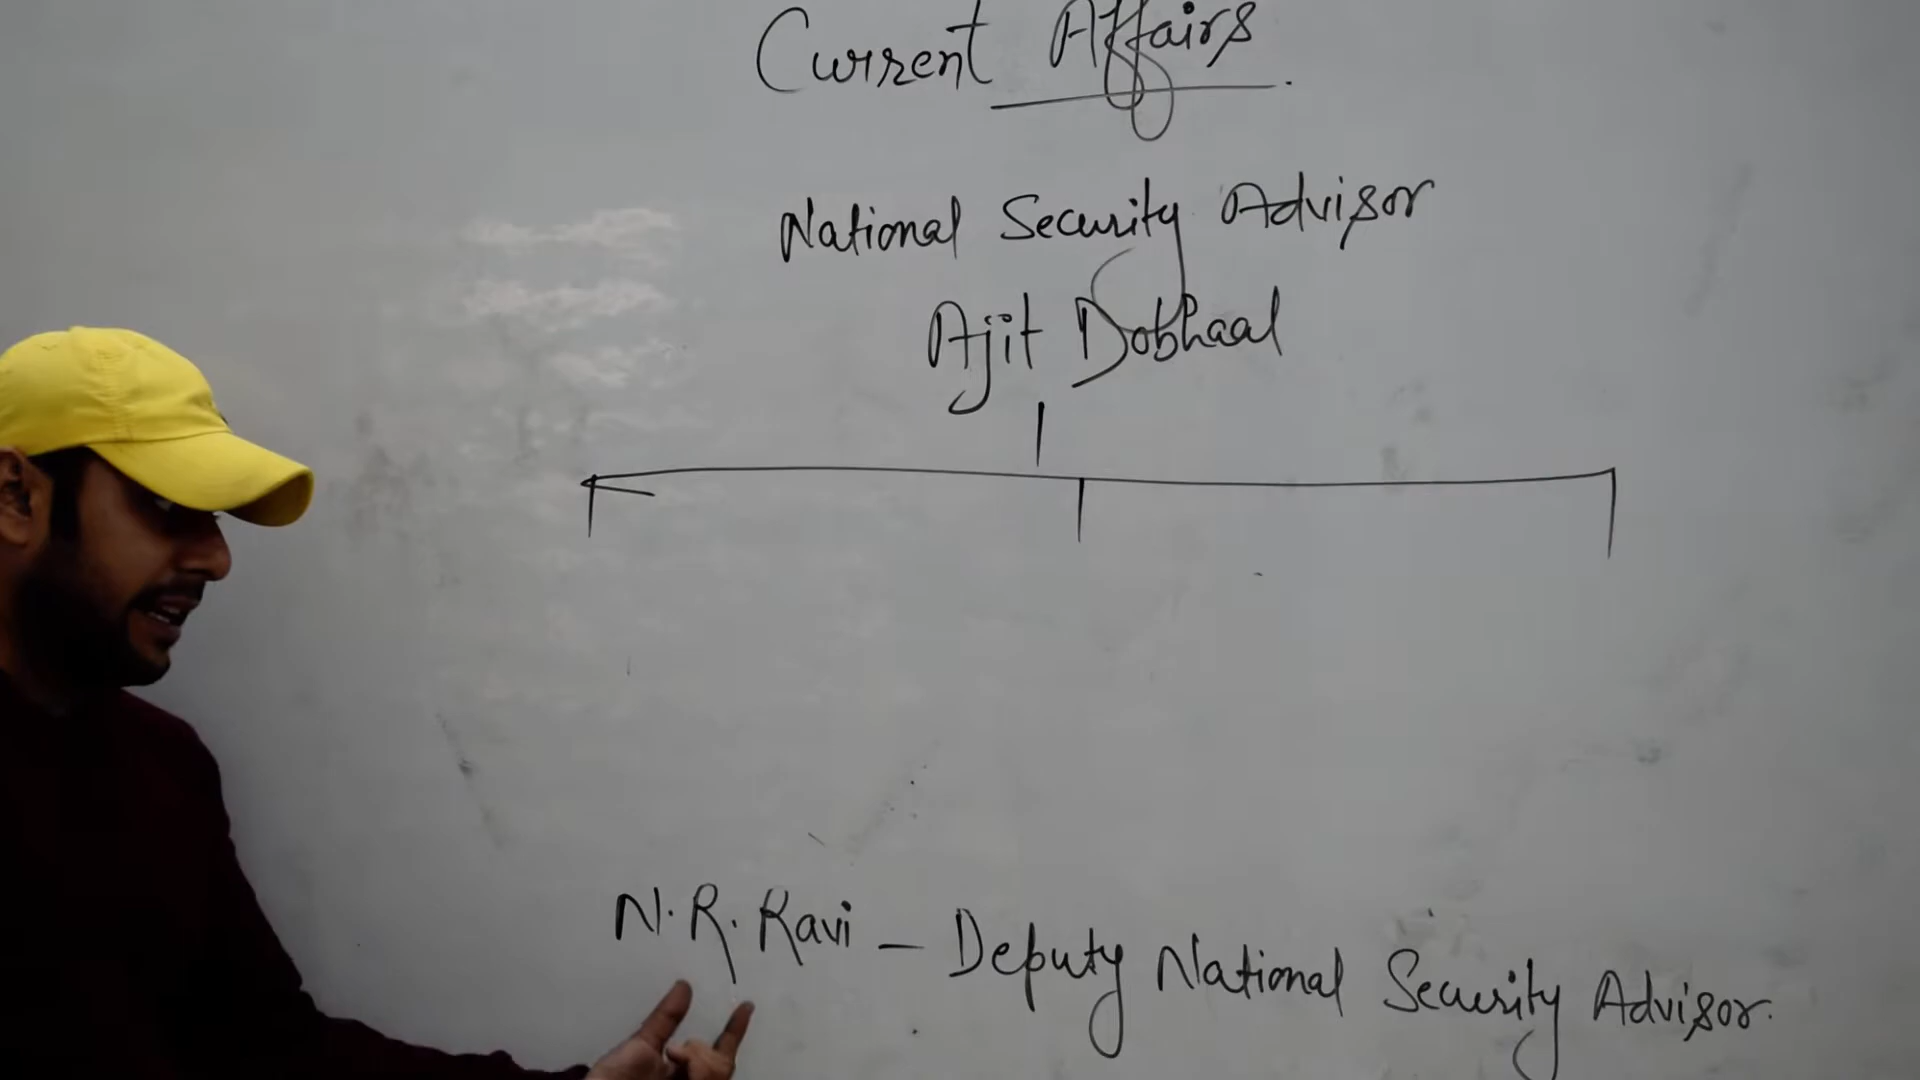 Current Affairs.
National Security Advisor
Ajit Dobhaal
N.R. Ravi - Deputy National Security Advisor.